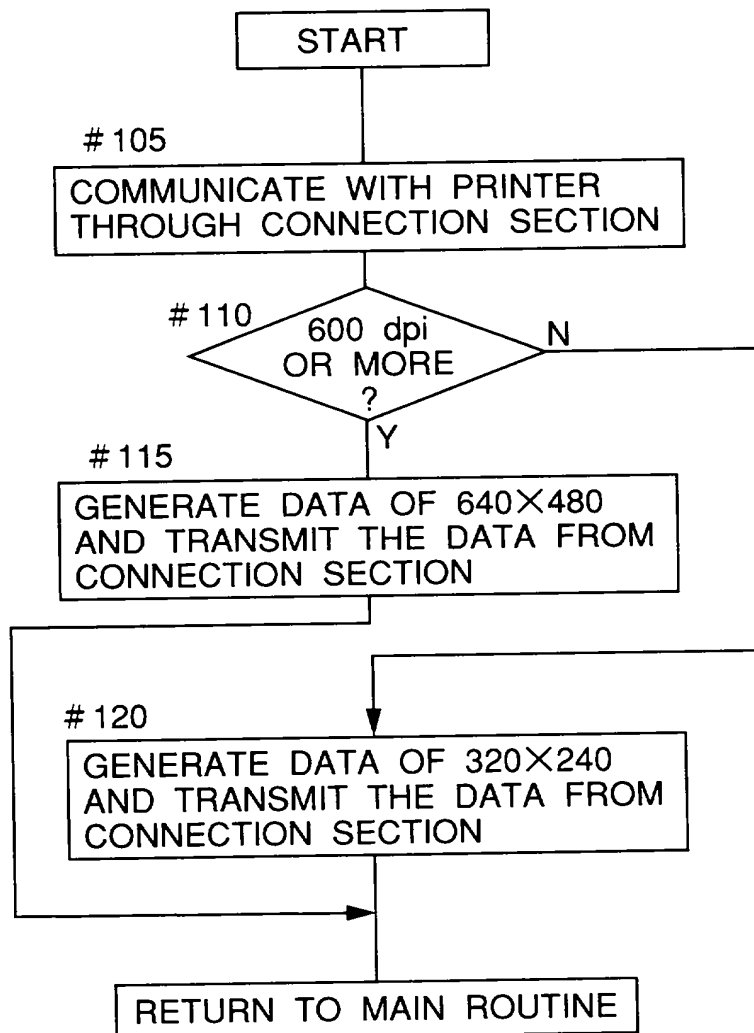 START
# 105
COMMUNICATE WITH PRINTER
THROUGH CONNECTION SECTION
# 110
600 dpi
OR MORE
?
N
Y
# 115
GENERATE DATA OF 640×480
AND TRANSMIT THE DATA FROM
CONNECTION SECTION
# 120
GENERATE DATA OF 320×240
AND TRANSMIT THE DATA FROM
CONNECTION SECTION
RETURN TO MAIN ROUTINE